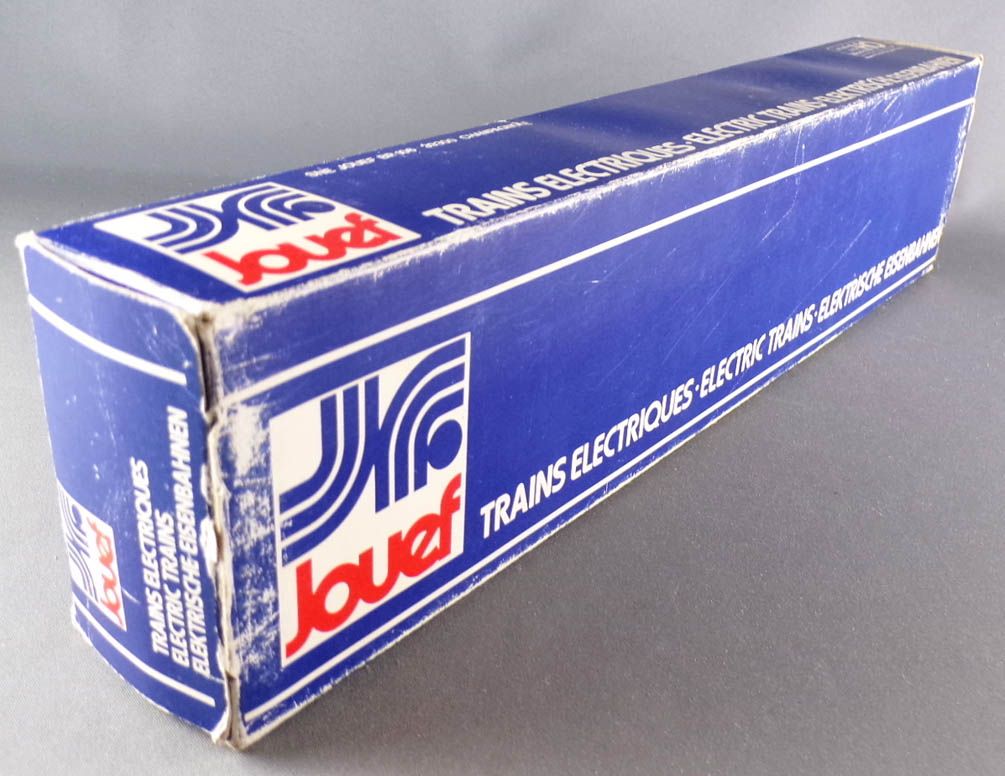 Jouef
TRAINS ELECTRIQUES · ELECTRIC TRAINS · ELEKTRISCHE EISENBAHNEN
Jouef
TRAINS ELECTRIQUES · ELECTRIC TRAINS · ELEKTRISCHE EISENBAHNEN
Jouef
TRAINS ELECTRIQUES
ELECTRIC TRAINS
ELEKTRISCHE EISENBAHNEN